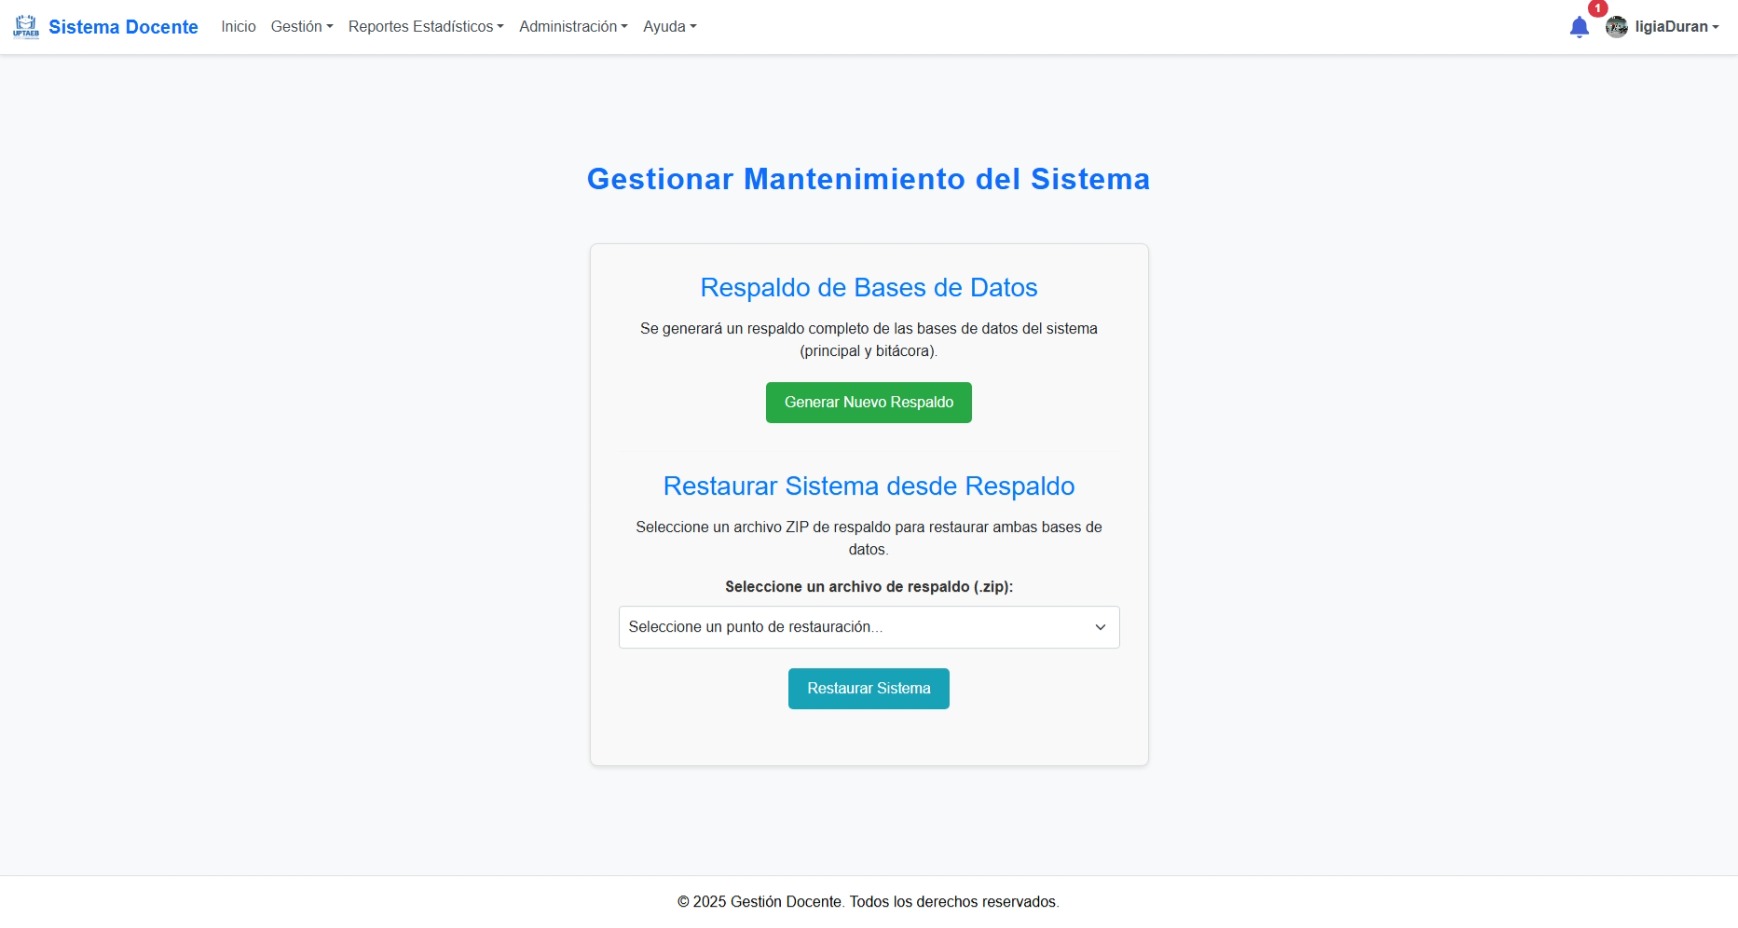 UPTAEB
Sistema Docente
Inicio
Gestión
Reportes Estadísticos
Administración
Ayuda
1
ligiaDuran
Gestionar Mantenimiento del Sistema
Respaldo de Bases de Datos
Se generará un respaldo completo de las bases de datos del sistema
(principal y bitácora).
Generar Nuevo Respaldo
Restaurar Sistema desde Respaldo
Seleccione un archivo ZIP de respaldo para restaurar ambas bases de
datos.
Seleccione un archivo de respaldo (.zip):
Seleccione un punto de restauración...
Restaurar Sistema
© 2025 Gestión Docente. Todos los derechos reservados.